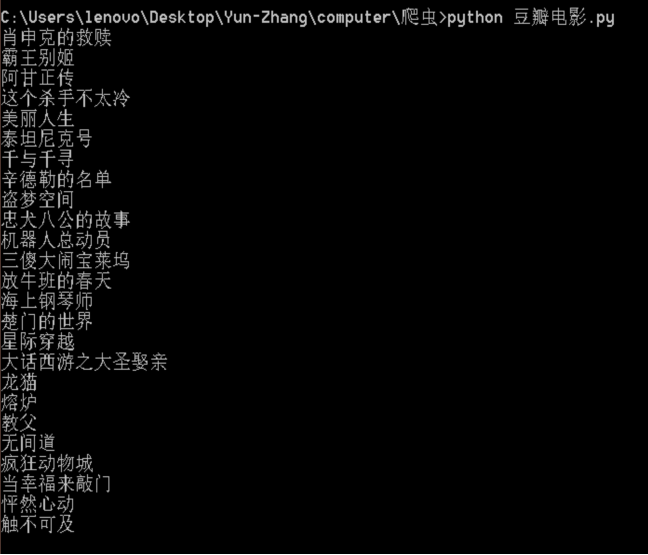 C:\Users\lenovo\Desktop\Yun-Zhang\computer\爬虫>python 豆瓣电影.py
肖申克的救赎
霸王别姬
阿甘正传
这个杀手不太冷
美丽人生
泰坦尼克号
千与千寻
辛德勒的名单
盗梦空间
忠犬八公的故事
机器人总动员
三傻大闹宝莱坞
放牛班的春天
海上钢琴师
楚门的世界
星际穿越
大话西游之大圣娶亲
龙猫
熔炉
教父
无间道
疯狂动物城
当幸福来敲门
怦然心动
触不可及